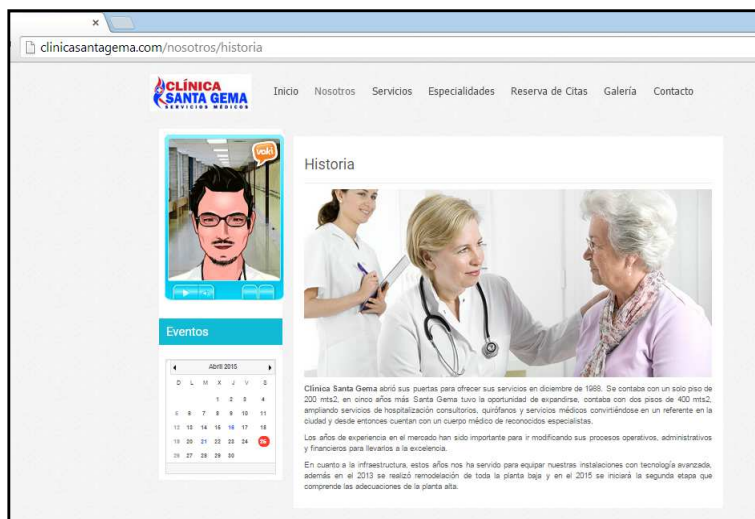 clinicasantagema.com/nosotros/historia
CLÍNICA
SANTA GEMA
SERVICIOS MÉDICOS
Inicio Nosotros Servicios Especialidades Reserva de Citas Galería Contacto
voki
Historia
Eventos
Abril 2015
D L M X J V S
1 2 3 4
5 6 7 8 9 10 11
12 13 14 15 16 17 18
19 20 21 22 23 24 25
26 27 28 29 30
Clínica Santa Gema abrió sus puertas para ofrecer sus servicios en diciembre de 1988. Se contaba con un solo piso de
200 mts2, en cinco años más Santa Gema tuvo la oportunidad de expandirse, contaba con dos pisos de 400 mts2,
ampliando servicios de hospitalización consultorios, quirófanos y servicios médicos convirtiéndose en un referente en la
ciudad y desde entonces cuentan con un cuerpo médico de reconocidos especialistas.
Los años de experiencia en el mercado han sido importante para ir modificando sus procesos operativos, administrativos
y financieros para llevarlos a la excelencia.
En cuanto a la infraestructura, estos años nos ha servido para equipar nuestras instalaciones con tecnología avanzada,
además en el 2013 se realizó remodelación de toda la planta baja y en el 2015 se iniciará la segunda etapa que
comprende las adecuaciones de la planta alta.